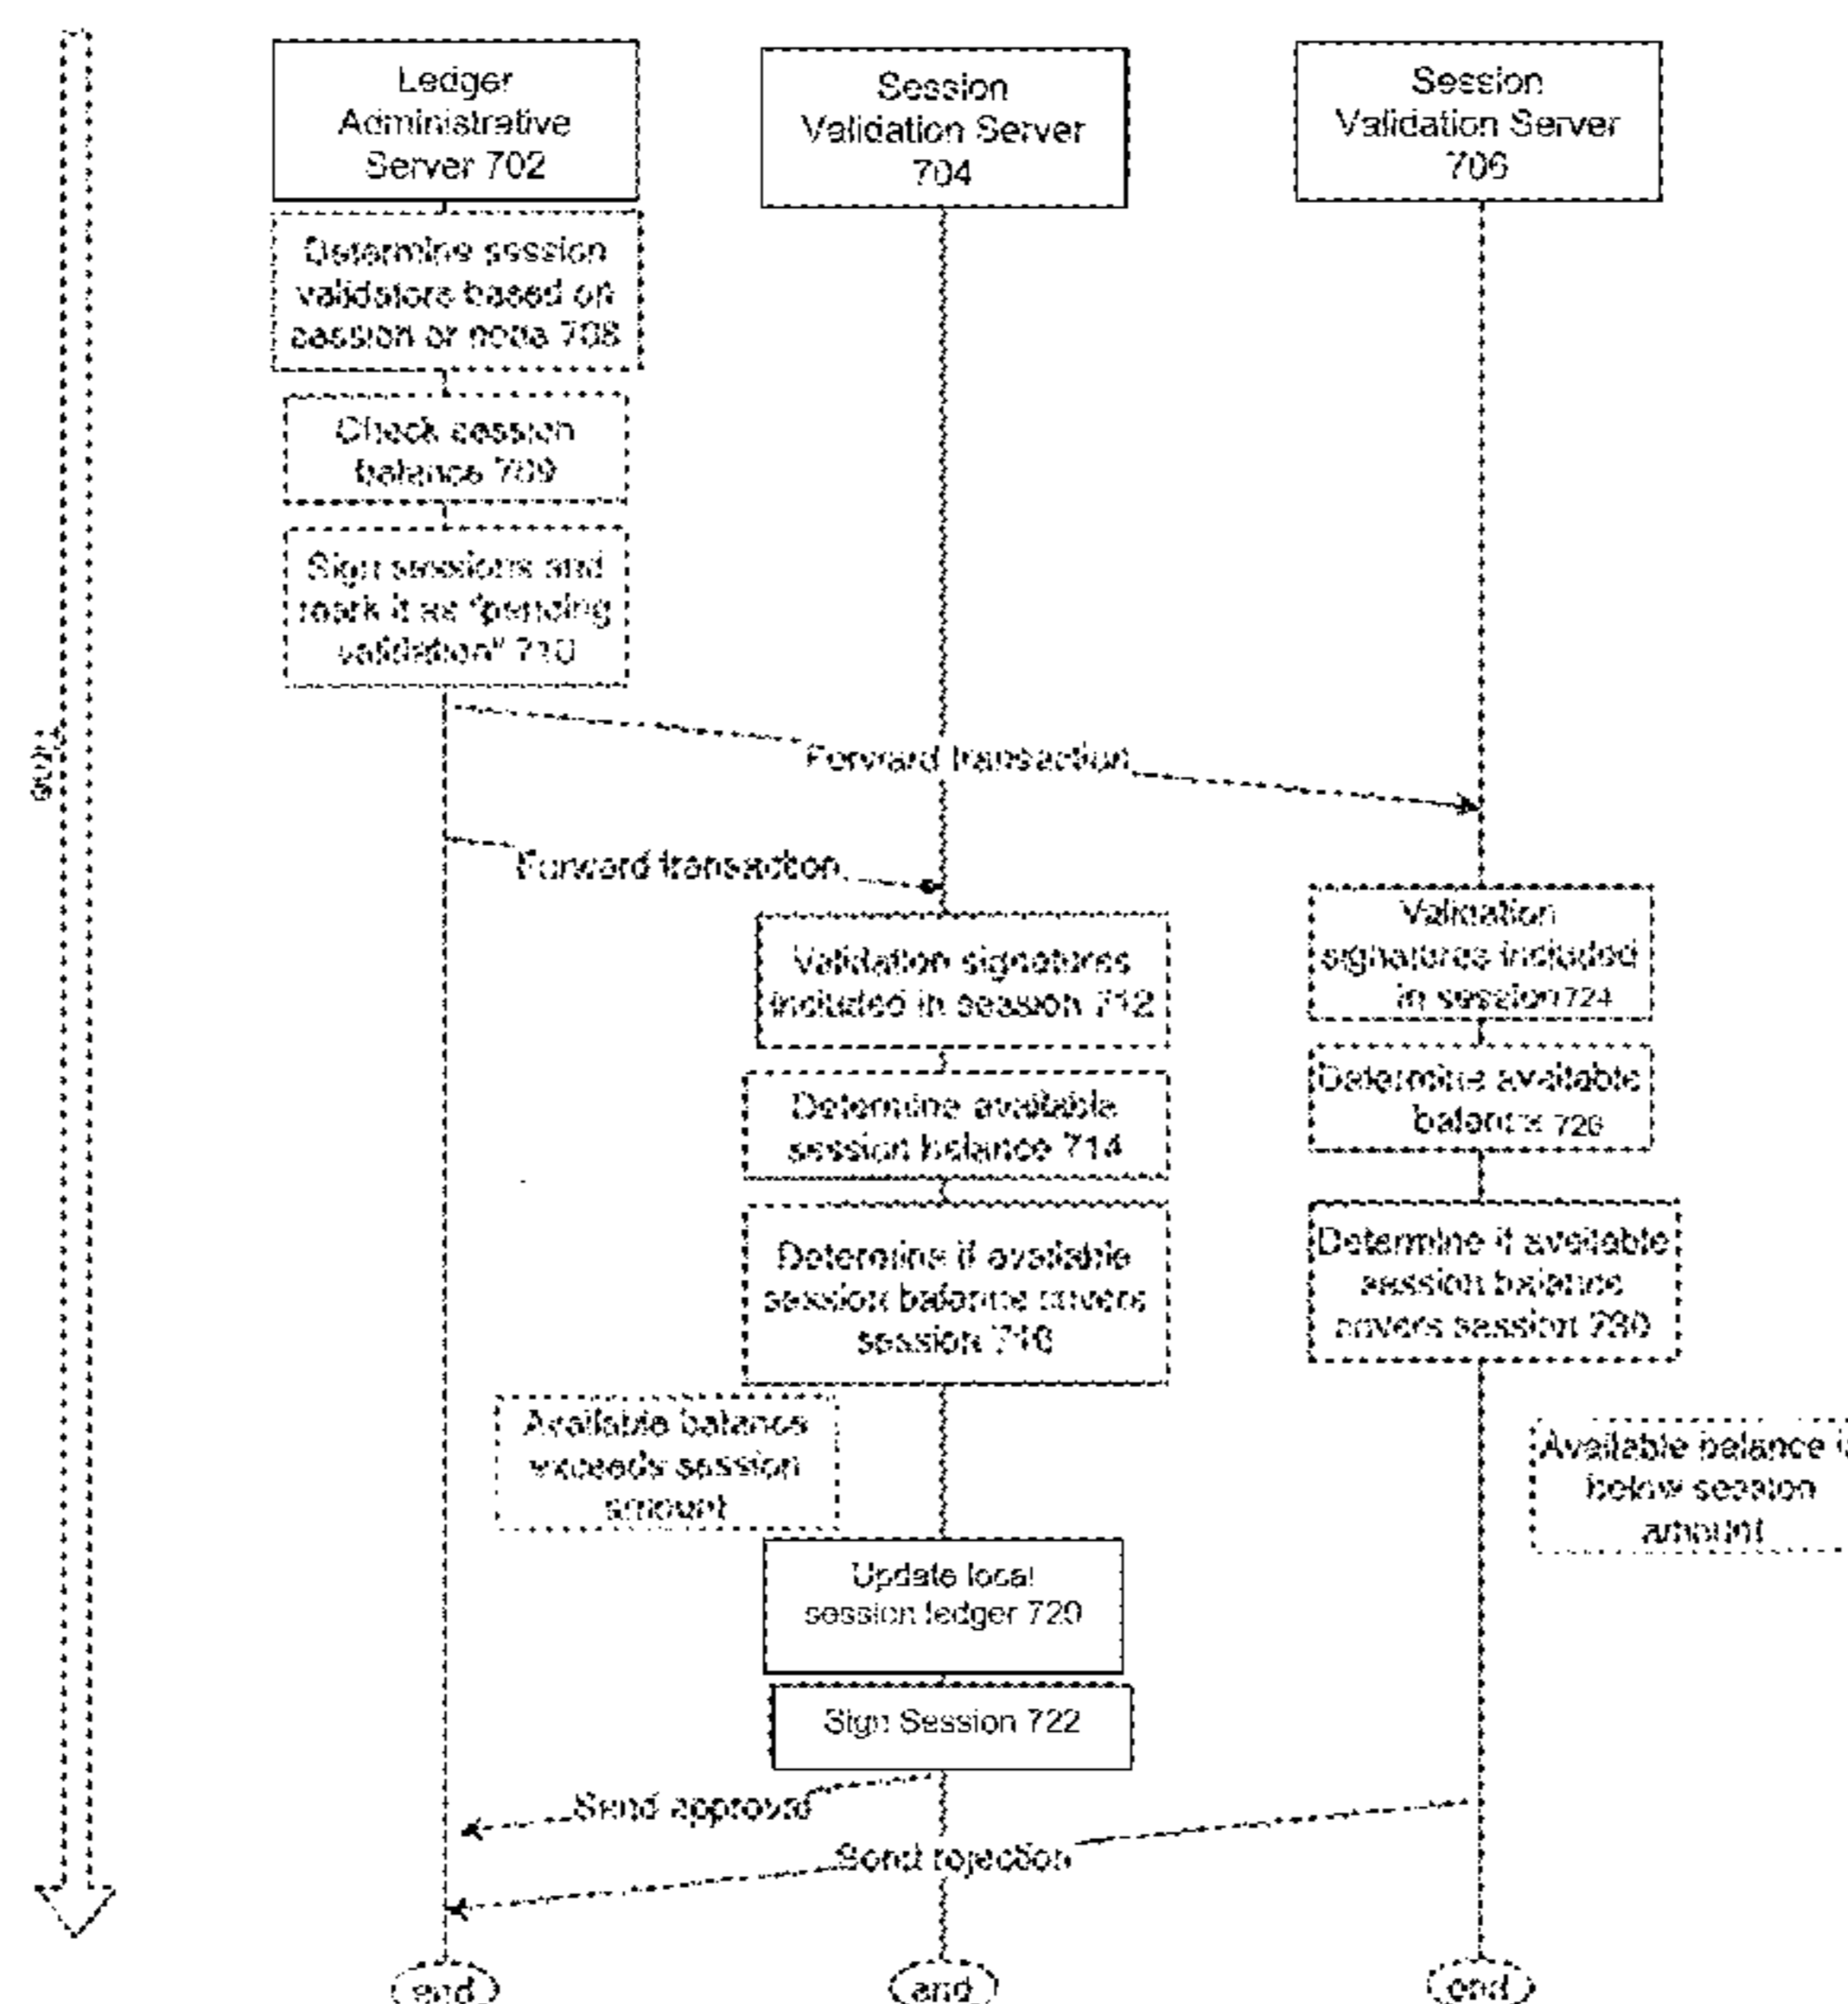 Ledger
Administrative
Server 702
Session
Validation Server
704
Session
Validation Server
706
Determine session
validators based on
session or node 708
Check session
balance 709
Sign sessions and
mark it as "pending
validation" 710
Time
Forward transaction
Forward transaction
Validation signatures
included in session 712
Validation
signatures included
in session 724
Determine available
session balance 714
Determine available
balance 726
Determine if available
session balance covers
session 716
Determine if available
session balance
covers session 730
Available balance
exceeds session
amount
Available balance
below session
amount
Update local
session ledger 720
Sign Session 722
Send approval
Send rejection
end
end
end